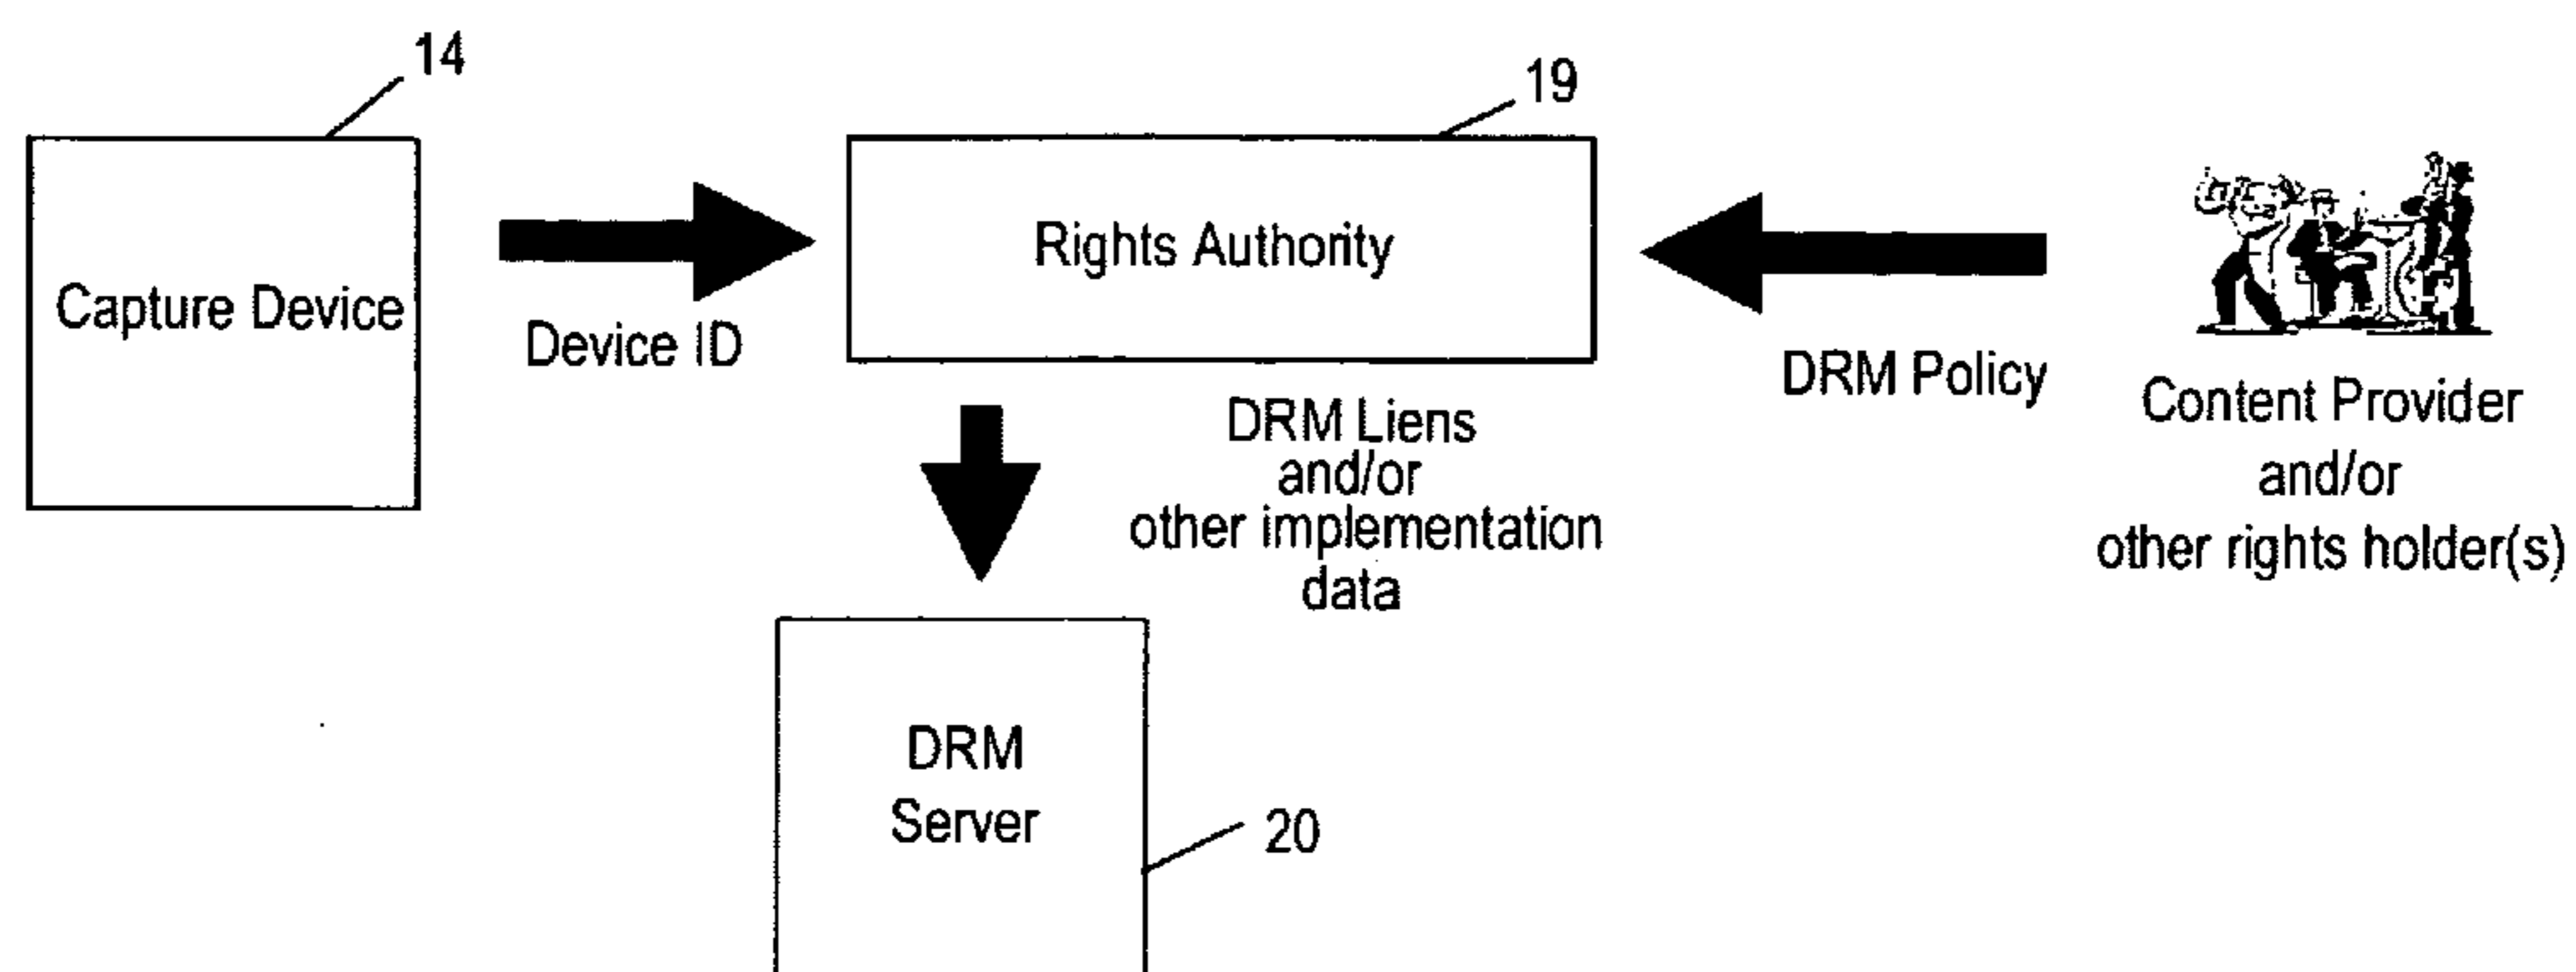 14
19
Capture Device
Device ID
Rights Authority
DRM Policy
Content Provider
and/or
other rights holder(s)
DRM Liens
and/or
other implementation
data
DRM
Server
20